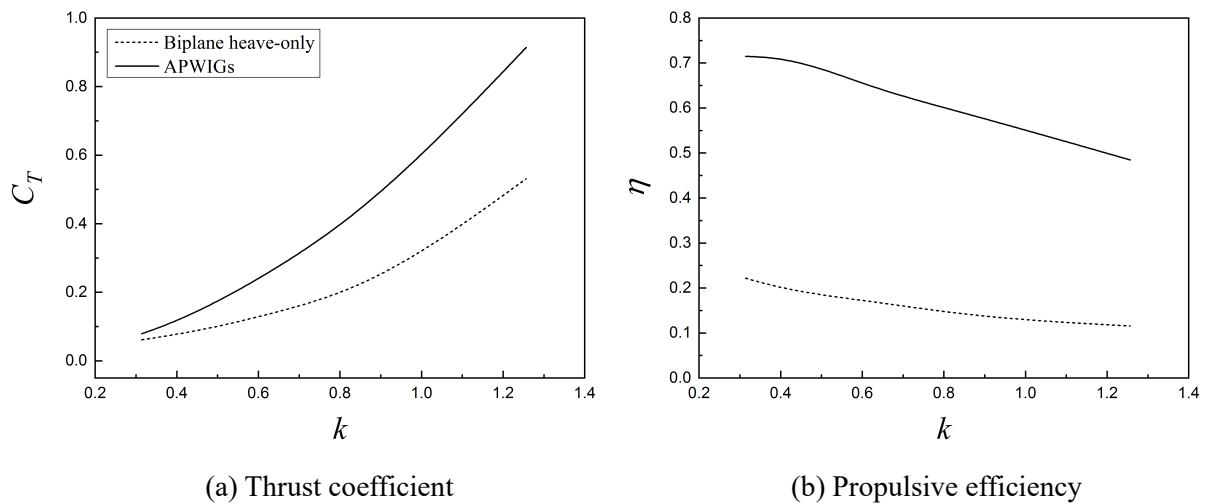 1.0
0.8
0.6
0.4
0.2
0.0
C_T
Biplane heave-only
APWIGs
0.2 0.4 0.6 0.8 1.0 1.2 1.4
k
(a) Thrust coefficient
0.8
0.7
0.6
0.5
0.4
0.3
0.2
0.1
0.0
η
0.2 0.4 0.6 0.8 1.0 1.2 1.4
k
(b) Propulsive efficiency